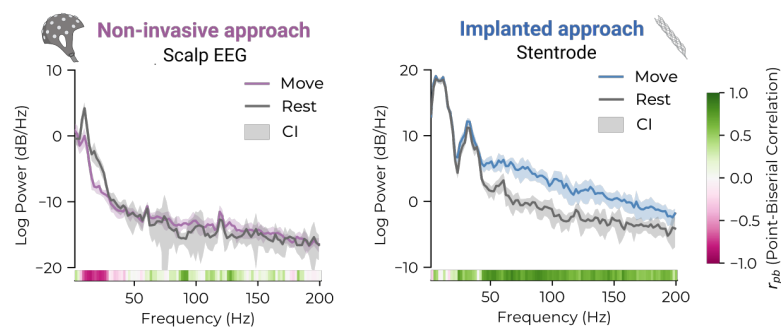 Non-invasive approach
Scalp EEG
Implanted approach
Stentrode
10
0
−10
−20
Log Power (dB/Hz)
Move
Rest
CI
50
100
150
200
Frequency (Hz)
20
10
0
−10
Log Power (dB/Hz)
Move
Rest
CI
50
100
150
200
Frequency (Hz)
1.0
0.5
0.0
−0.5
−1.0
r_pb (Point-Biserial Correlation)